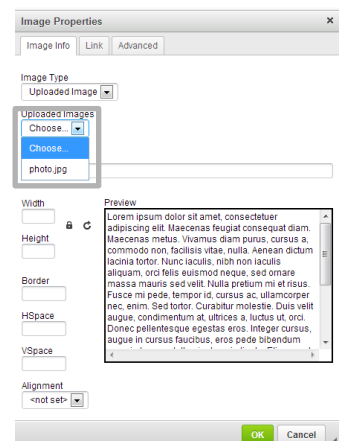 Image Properties
Image Info Link Advanced
Image Type
Uploaded Image
Uploaded Images
Choose...
Choose...
photo.jpg
Width
Height
Border
HSpace
VSpace
Alignment
<not set>
Preview
Lorem ipsum dolor sit amet, consectetuer
adipiscing elit. Maecenas feugiat consequat diam.
Maecenas metus. Vivamus diam purus, cursus a,
commodo non, facilisis vitae, nulla. Aenean dictum
lacinia tortor. Nunc iaculis, nibh non iaculis
aliquam, orci felis euismod neque, sed ornare
massa mauris sed velit. Nulla pretium mi et risus.
Fusce mi pede, tempor id, cursus ac, ullamcorper
nec, enim. Sed tortor. Curabitur molestie. Duis velit
augue, condimentum at, ultrices a, luctus ut, orci.
Donec pellentesque egestas eros. Integer cursus,
augue in cursus faucibus, eros pede bibendum
OK Cancel